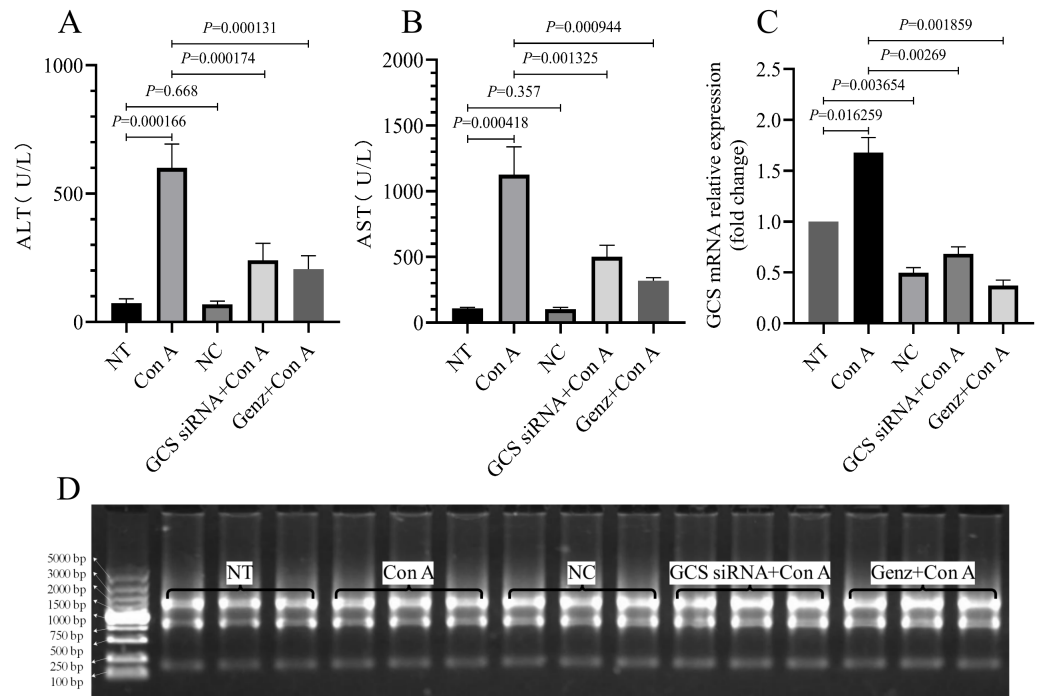 A
P=0.000131
P=0.000174
P=0.668
P=0.000166
ALT( U/L)
1000
500
0
NT
Con A
NC
GCS siRNA+Con A
Genz+Con A
B
P=0.000944
P=0.001325
P=0.357
P=0.000418
AST( U/L)
2000
1500
1000
500
0
NT
Con A
NC
GCS siRNA+Con A
Genz+Con A
C
P=0.001859
P=0.00269
P=0.003654
P=0.016259
GCS mRNA relative expression
(fold change)
2.5
2.0
1.5
1.0
0.5
0.0
NT
Con A
NC
GCS siRNA+Con A
Genz+Con A
D
5000 bp
3000 bp
2000 bp
1500 bp
1000 bp
750 bp
500 bp
250 bp
100 bp
NT
Con A
NC
GCS siRNA+Con A
Genz+Con A